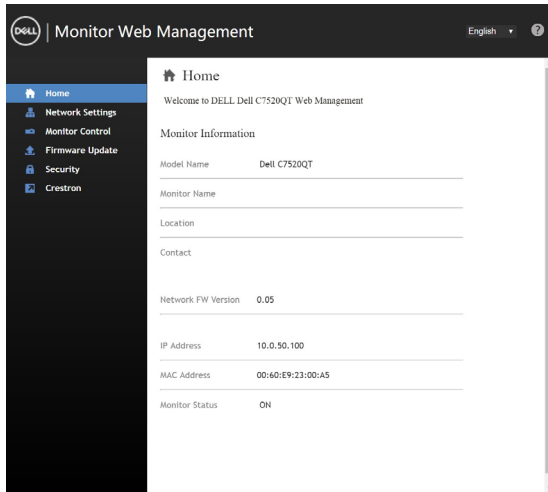 DELL | Monitor Web Management
English ?
Home
Network Settings
Monitor Control
Firmware Update
Security
Crestron
Home
Welcome to DELL Dell C7520QT Web Management
Monitor Information
Model Name Dell C7520QT
Monitor Name
Location
Contact
Network FW Version 0.05
IP Address 10.0.50.100
MAC Address 00:60:E9:23:00:A5
Monitor Status ON